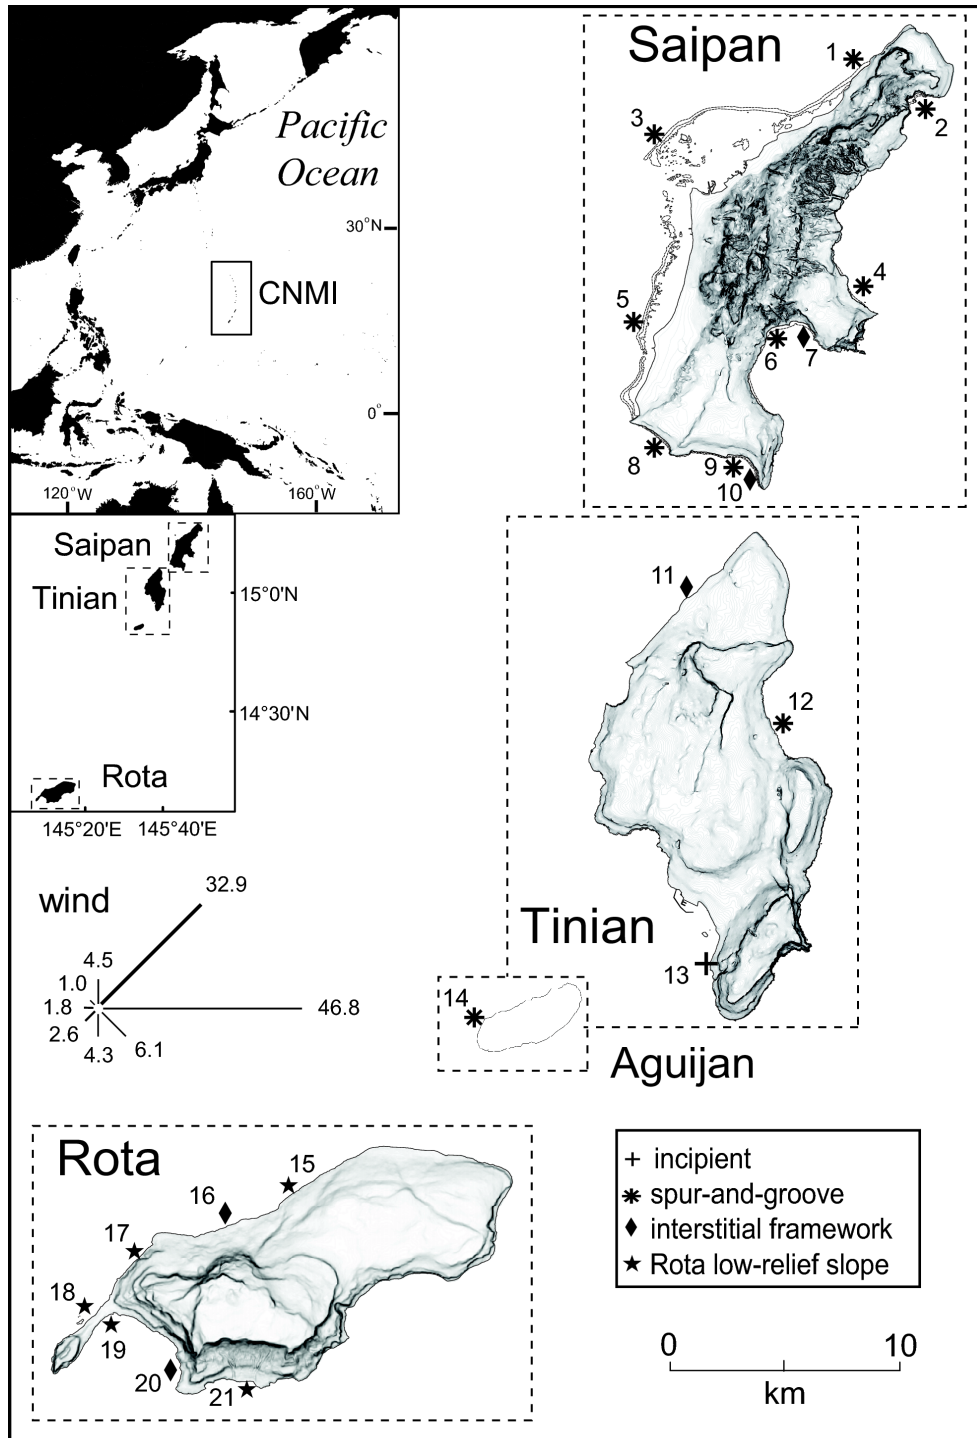 Pacific
Ocean
30°N
CNMI
0°
120°W
160°W
Saipan
1
2
3
4
5
6
7
8
9
10
Saipan
Tinian
15°0'N
14°30'N
Rota
145°20'E
145°40'E
11
12
Tinian
13
14
Aguijan
wind
32.9
4.5
1.0
1.8
46.8
2.6
4.3
6.1
Rota
15
16
17
18
19
20
21
incipient
spur-and-groove
interstitial framework
Rota low-relief slope
0
10
km